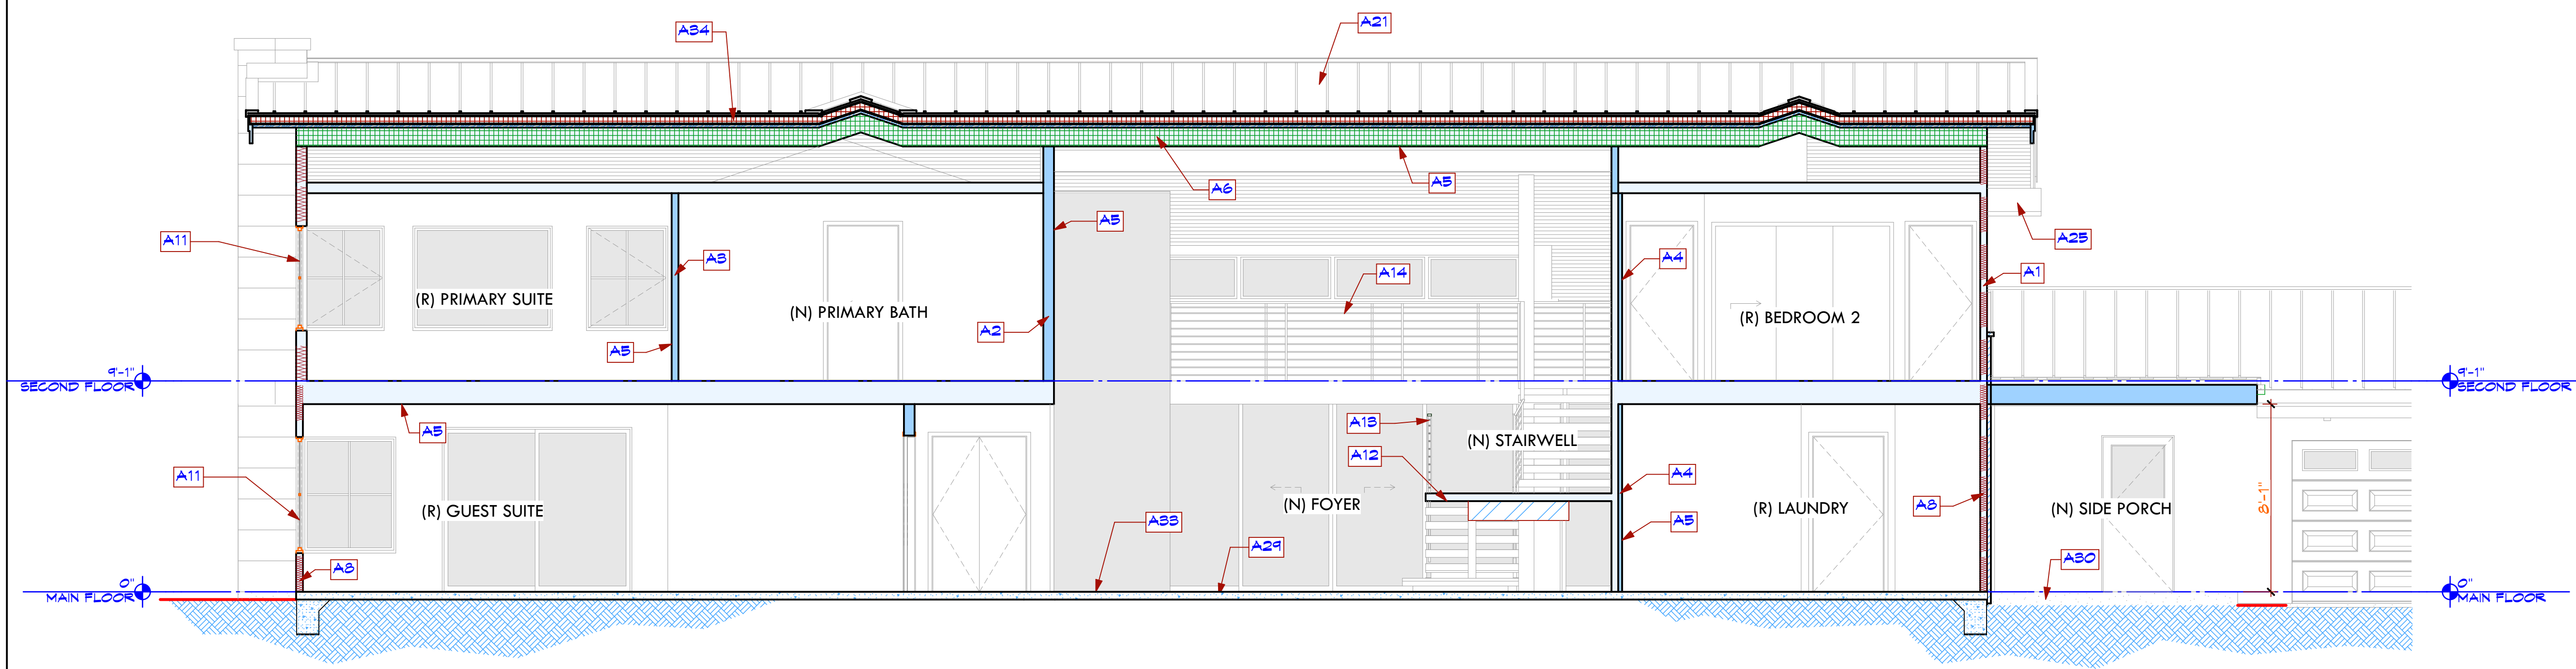 A21
A34
A6
A5
A5
A11
A3
A4
A14
A25
A1
(R) PRIMARY SUITE
(N) PRIMARY BATH
A2
(R) BEDROOM 2
A5
9'-1"
SECOND FLOOR
9'-1"
SECOND FLOOR
A5
A13
(N) STAIRWELL
A12
A11
A4
(R) GUEST SUITE
(N) FOYER
(R) LAUNDRY
A8
(N) SIDE PORCH
8'-1"
A33
A5
A29
A8
A30
0"
MAIN FLOOR
0"
MAIN FLOOR